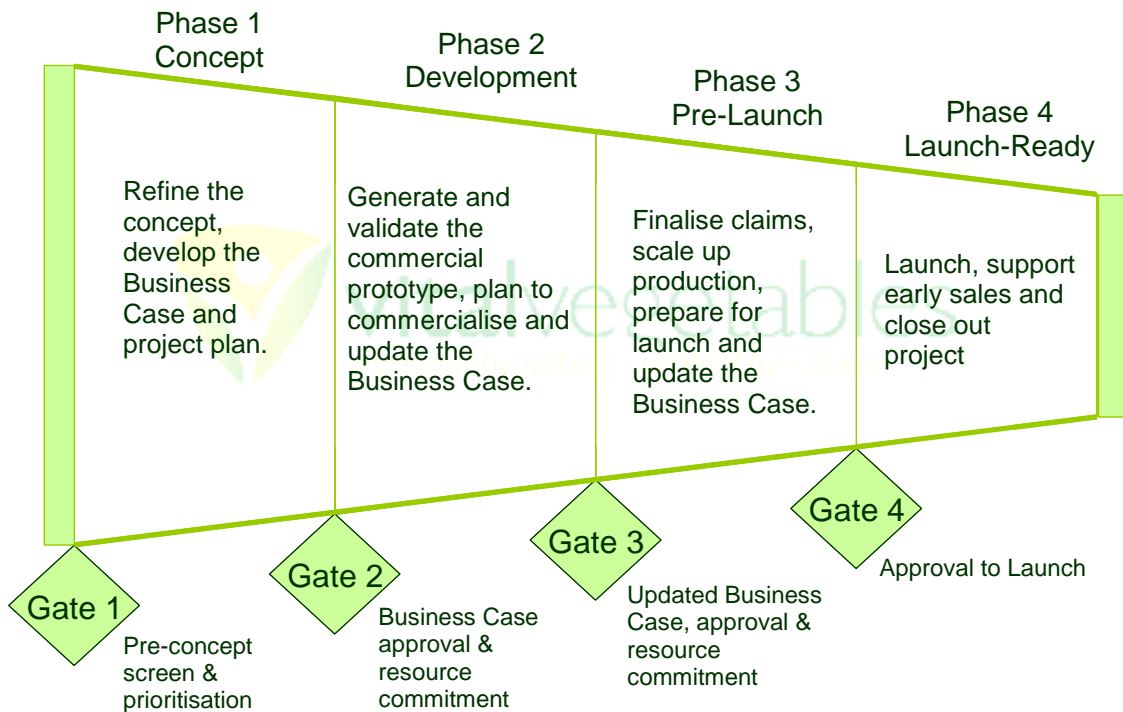 Phase 1
Concept
Phase 2
Development
Phase 3
Pre-Launch
Phase 4
Launch-Ready
Refine the
concept,
develop the
Business
Case and
project plan.
Generate and
validate the
commercial
prototype, plan to
commercialise and
update the
Business Case.
Finalise claims,
scale up
production,
prepare for
launch and
update the
Business Case.
Launch, support
early sales and
close out
project
vitalvegetables
Gate 1
Pre-concept
screen &
prioritisation
Gate 2
Business Case
approval &
resource
commitment
Gate 3
Updated Business
Case, approval &
resource
commitment
Gate 4
Approval to Launch